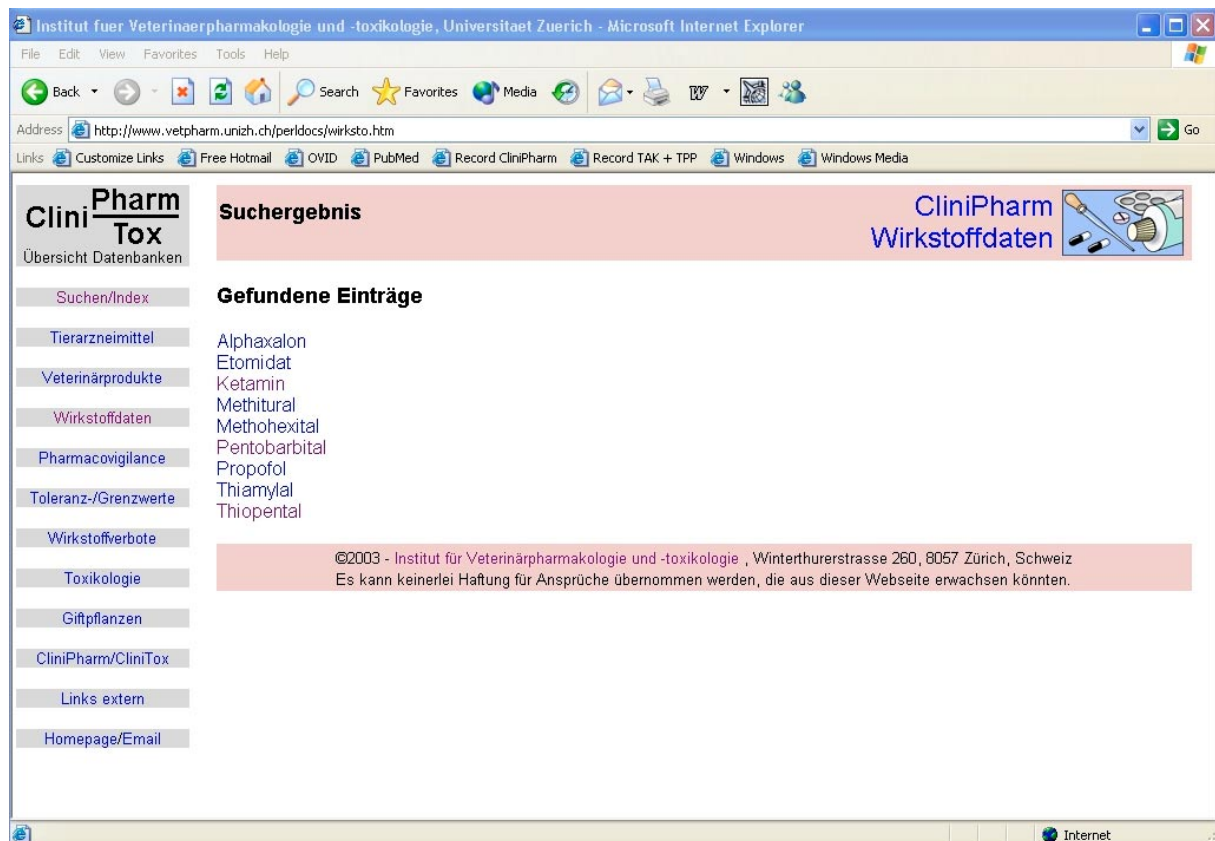 Institut fuer Veterinaerpharmakologie und -toxikologie, Universitaet Zuerich - Microsoft Internet Explorer
File Edit View Favorites Tools Help
Back Search Favorites Media
Address http://www.vetpharm.unizh.ch/perldocs/wirksto.htm Go
Links Customize Links Free Hotmail OVID PubMed Record CliniPharm Record TAK + TPP Windows Windows Media
Clini Pharm
Tox
Übersicht Datenbanken
Suchen/Index
Tierarzneimittel
Veterinärprodukte
Wirkstoffdaten
Pharmacovigilance
Toleranz-/Grenzwerte
Wirkstoffverbote
Toxikologie
Giftpflanzen
CliniPharm/CliniTox
Links extern
Homepage/Email
Suchergebnis
CliniPharm
Wirkstoffdaten
Gefundene Einträge
Alphaxalon
Etomidat
Ketamin
Methitural
Methohexital
Pentobarbital
Propofol
Thiamylal
Thiopental
©2003 - Institut für Veterinärpharmakologie und -toxikologie , Winterthurerstrasse 260, 8057 Zürich, Schweiz
Es kann keinerlei Haftung für Ansprüche übernommen werden, die aus dieser Webseite erwachsen könnten.
Internet